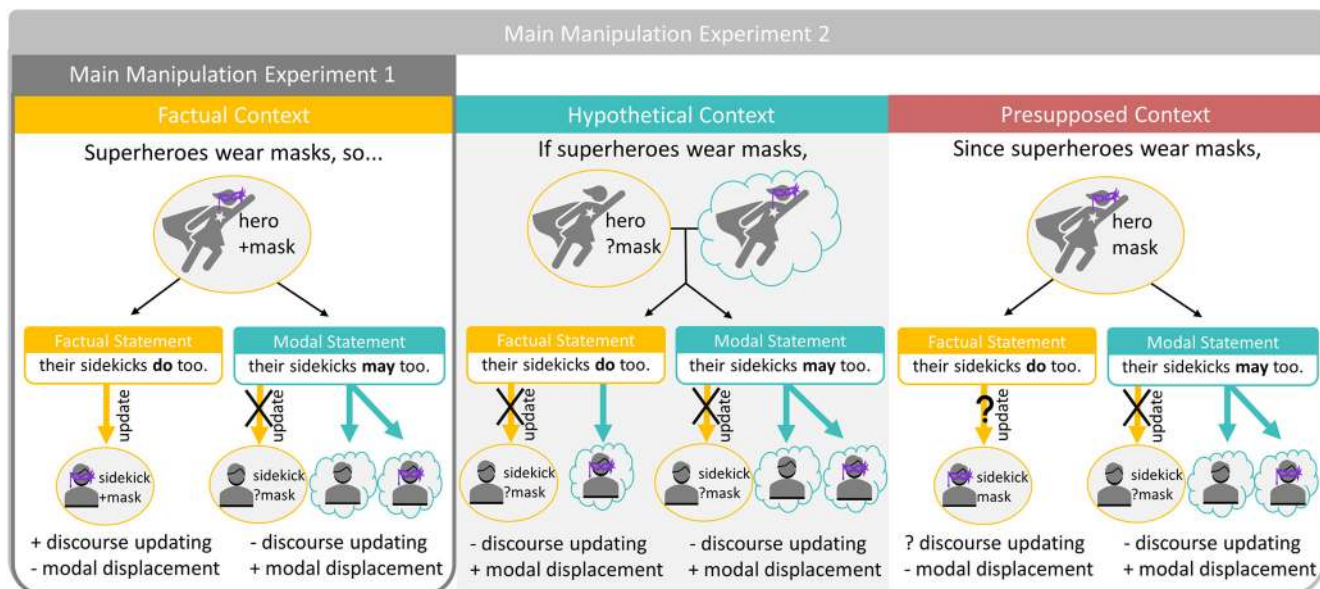 Main Manipulation Experiment 2
Main Manipulation Experiment 1
Factual Context
Superheroes wear masks, so...
hero
+mask
Factual Statement
their sidekicks do too.
update
sidekick
+mask
+ discourse updating
- modal displacement
Modal Statement
their sidekicks may too.
update
sidekick
?mask
- discourse updating
+ modal displacement
Hypothetical Context
If superheroes wear masks,
hero
?mask
Factual Statement
their sidekicks do too.
update
sidekick
?mask
- discourse updating
+ modal displacement
Modal Statement
their sidekicks may too.
update
sidekick
?mask
- discourse updating
+ modal displacement
Presupposed Context
Since superheroes wear masks,
hero
mask
Factual Statement
their sidekicks do too.
?
update
sidekick
mask
? discourse updating
- modal displacement
Modal Statement
their sidekicks may too.
update
sidekick
?mask
- discourse updating
+ modal displacement